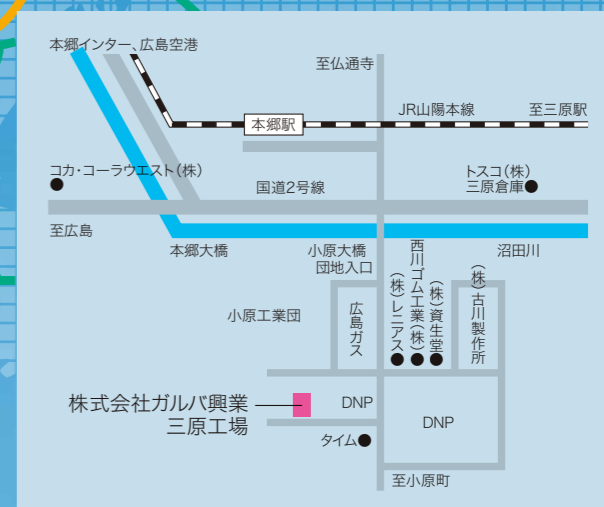 本郷インター、広島空港
至仏通寺
JR山陽本線
至三原駅
本郷駅
コカ・コーラウエスト(株)
国道2号線
トスコ(株)
三原倉庫
至広島
本郷大橋
小原大橋
団地入口
沼田川
小原工業団
広島ガス
(株)レニアス
西川ゴム工業(株)
(株)資生堂
(株)古川製作所
株式会社ガルバ興業
三原工場
DNP
DNP
タイム
至小原町